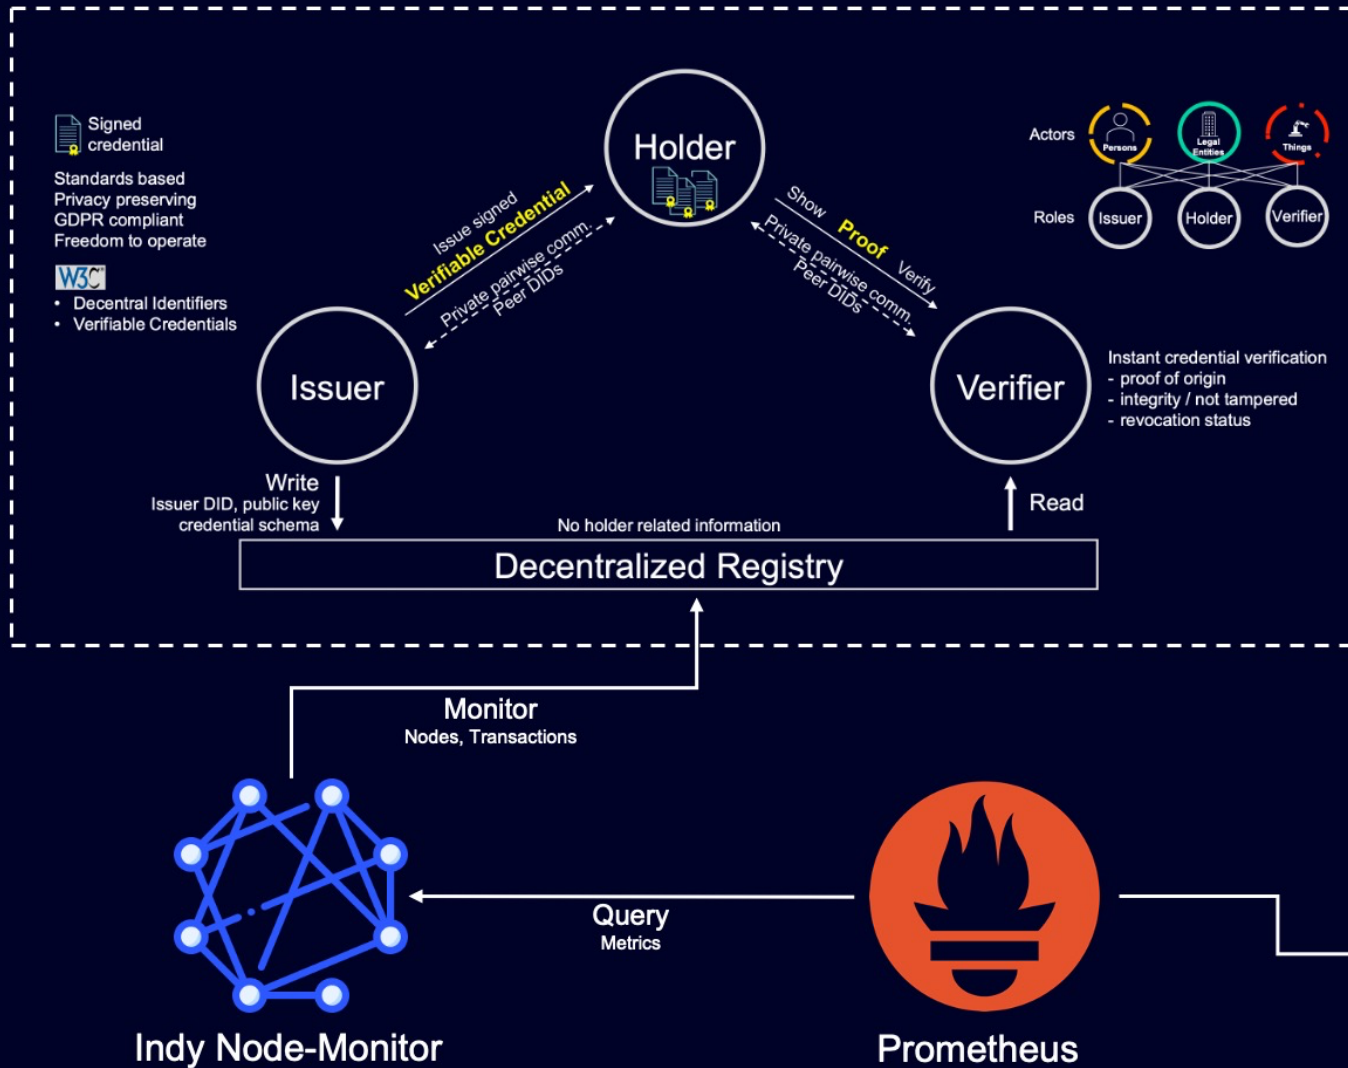 Signed
credential
Standards based
Privacy preserving
GDPR compliant
Freedom to operate
W3C
• Decentral Identifiers
• Verifiable Credentials
Holder
Issue signed
Verifiable Credential
Private pairwise comm.
Peer DIDs
Show Proof Verify
Private pairwise comm.
Peer DIDs
Actors
Persons
Legal
Entities
Things
Roles
Issuer
Holder
Verifier
Issuer
Verifier
Instant credential verification
- proof of origin
- integrity / not tampered
- revocation status
Write
Issuer DID, public key
credential schema
Read
No holder related information
Decentralized Registry
Monitor
Nodes, Transactions
Query
Metrics
Indy Node-Monitor
Prometheus